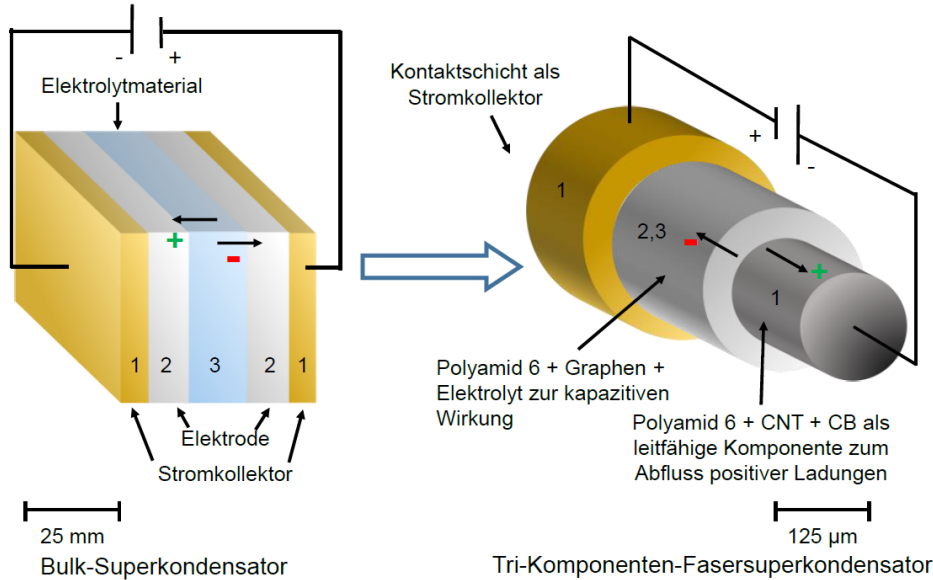 - +
Elektrolytmaterial
+
-
1 2 3 2 1
Elektrode
Stromkollektor
25 mm
Bulk-Superkondensator
Kontaktschicht als
Stromkollektor
+
-
1
2,3
-
+
1
Polyamid 6 + Graphen +
Elektrolyt zur kapazitiven
Wirkung
Polyamid 6 + CNT + CB als
leitfähige Komponente zum
Abfluss positiver Ladungen
125 µm
Tri-Komponenten-Fasersuperkondensator